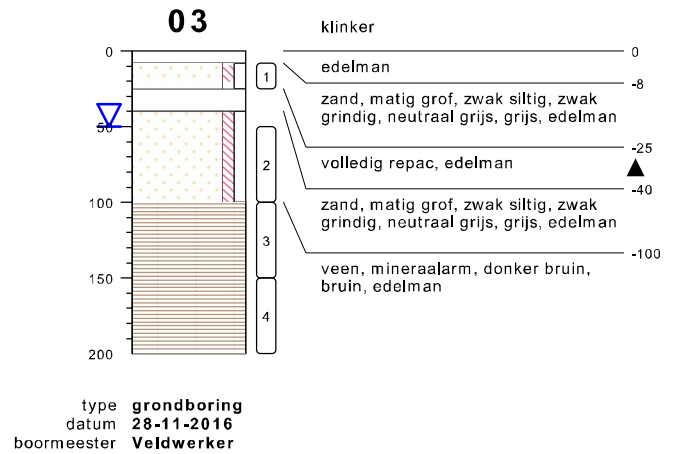 03
klinker
0
0
edelman
-8
1
zand, matig grof, zwak siltig, zwak
grindig, neutraal grijs, grijs, edelman
-25
50
volledig repac, edelman
2
-40
100
zand, matig grof, zwak siltig, zwak
grindig, neutraal grijs, grijs, edelman
3
-100
150
veen, mineraalarm, donker bruin,
bruin, edelman
4
200
type grondboring
datum 28-11-2016
boormeester Veldwerker